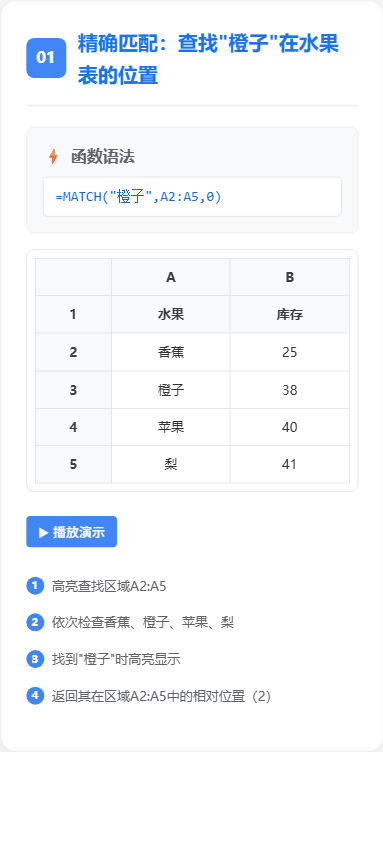 01
精确匹配：查找"橙子"在水果
表的位置
函数语法
=MATCH("橙子",A2:A5,0)
A B
1 水果 库存
2 香蕉 25
3 橙子 38
4 苹果 40
5 梨 41
播放演示
1 高亮查找区域A2:A5
2 依次检查香蕉、橙子、苹果、梨
3 找到"橙子"时高亮显示
4 返回其在区域A2:A5中的相对位置（2）